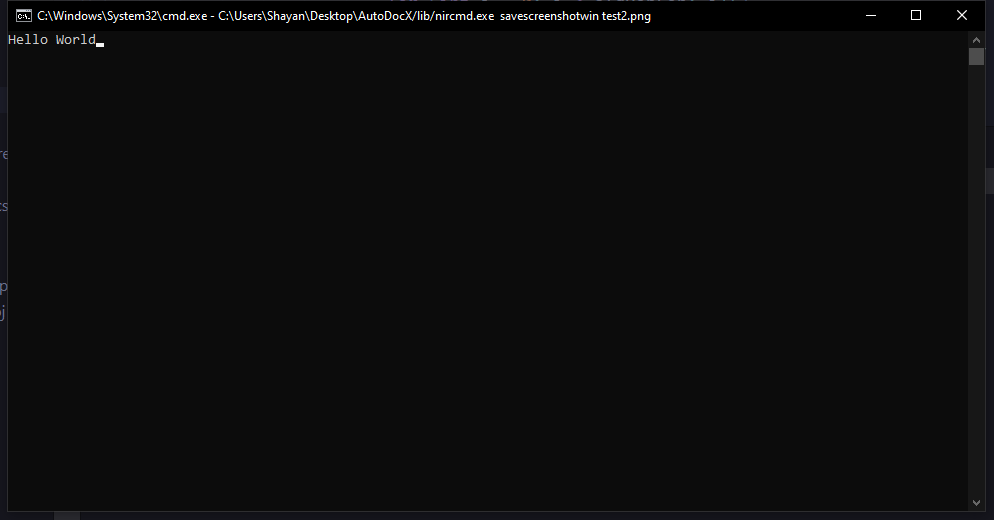 C:\Windows\System32\cmd.exe - C:\Users\Shayan\Desktop\AutoDocX/lib/nircmd.exe  savescreenshotwin test2.png
Hello World